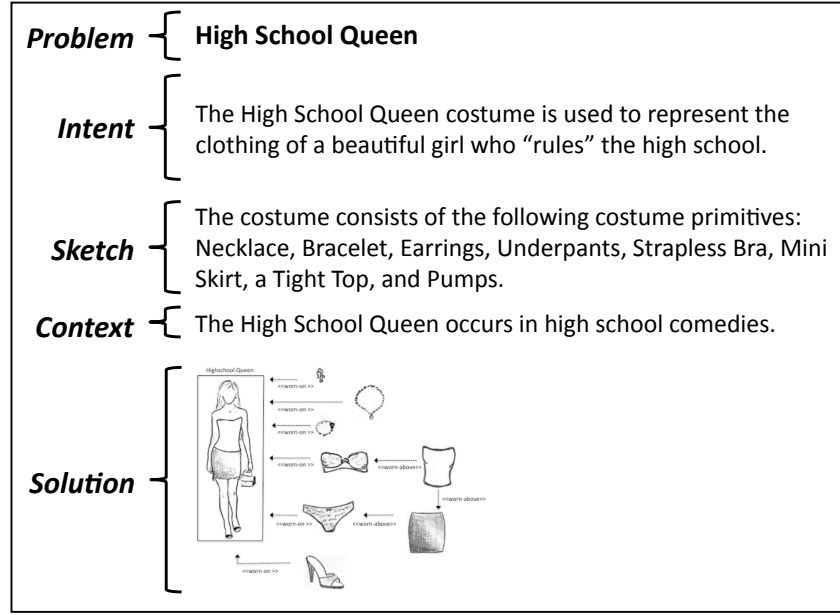 Problem
High School Queen
Intent
The High School Queen costume is used to represent the
clothing of a beautiful girl who “rules” the high school.
Sketch
The costume consists of the following costume primitives:
Necklace, Bracelet, Earrings, Underpants, Strapless Bra, Mini
Skirt, a Tight Top, and Pumps.
Context
The High School Queen occurs in high school comedies.
Solution
Highschool-Queen
<<worn-on >>
<<worn-on >>
<<worn-on >>
<<worn-on >>
<<worn-above>>
<<worn-above>>
<<worn-on >>
<<worn-above>>
<<worn-on >>